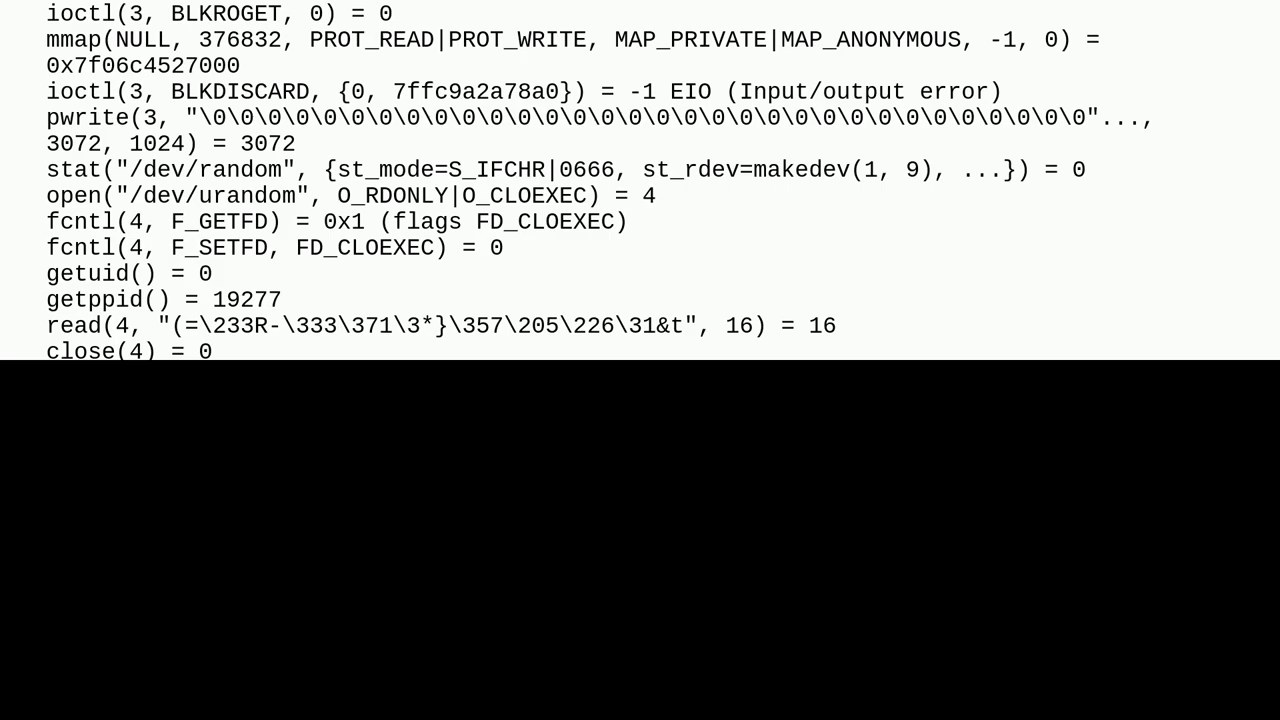 ioctl(3, BLKROGET, 0) = 0
mmap(NULL, 376832, PROT_READ|PROT_WRITE, MAP_PRIVATE|MAP_ANONYMOUS, -1, 0) =
0x7f06c4527000
ioctl(3, BLKDISCARD, {0, 7ffc9a2a78a0}) = -1 EIO (Input/output error)
pwrite(3, "\0\0\0\0\0\0\0\0\0\0\0\0\0\0\0\0\0\0\0\0\0\0\0\0\0\0\0\0\0\0\0\0"...,
3072, 1024) = 3072
stat("/dev/random", {st_mode=S_IFCHR|0666, st_rdev=makedev(1, 9), ...}) = 0
open("/dev/urandom", O_RDONLY|O_CLOEXEC) = 4
fcntl(4, F_GETFD) = 0x1 (flags FD_CLOEXEC)
fcntl(4, F_SETFD, FD_CLOEXEC) = 0
getuid() = 0
getppid() = 19277
read(4, "(=\233R-\333\371\3*}\357\205\226\31&t", 16) = 16
close(4) = 0